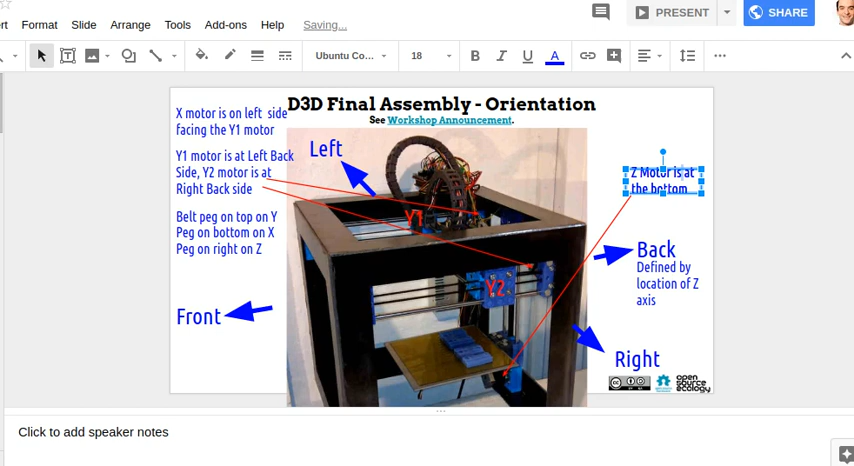 rt Format Slide Arrange Tools Add-ons Help Saving...
PRESENT SHARE
Ubuntu Co... 18 B I U A
D3D Final Assembly - Orientation
See Workshop Announcement.
X motor is on left side
facing the Y1 motor
Y1 motor is at Left Back
Side, Y2 motor is at
Right Back side
Belt peg on top on Y
Peg on bottom on X
Peg on right on Z
Left
Y1
Y2
Z Motor is at
the bottom
Back
Defined by
location of Z
axis
Front
Right
cc
open
source
ecology
Click to add speaker notes